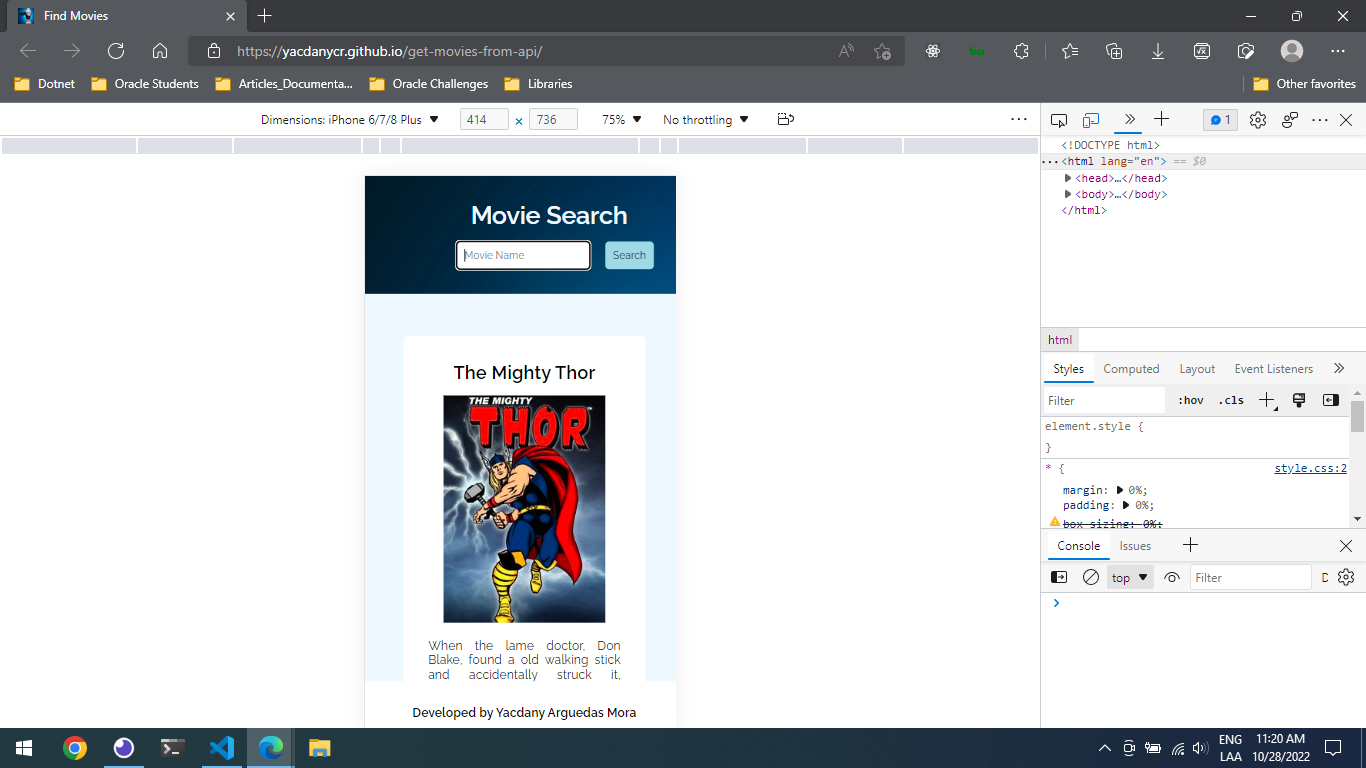 Find Movies
https://yacdanycr.github.io/get-movies-from-api/
Dotnet
Oracle Students
Articles_Documenta...
Oracle Challenges
Libraries
Other favorites
Dimensions: iPhone 6/7/8 Plus
414
×
736
75%
No throttling
1
<!DOCTYPE html>
···<html lang="en"> == $0
<head>…</head>
<body>…</body>
</html>
Movie Search
Movie Name
Search
The Mighty Thor
THE MIGHTY
THOR
When the lame doctor, Don
Blake, found a old walking stick
and accidentally struck it,
Developed by Yacdany Arguedas Mora
html
Styles
Computed
Layout
Event Listeners
Filter
:hov
.cls
element.style {
}
* {
style.css:2
margin: 0%;
padding: 0%;
box-sizing: 0%;
Console
Issues
top
Filter
D
ENG
LAA
11:20 AM
10/28/2022